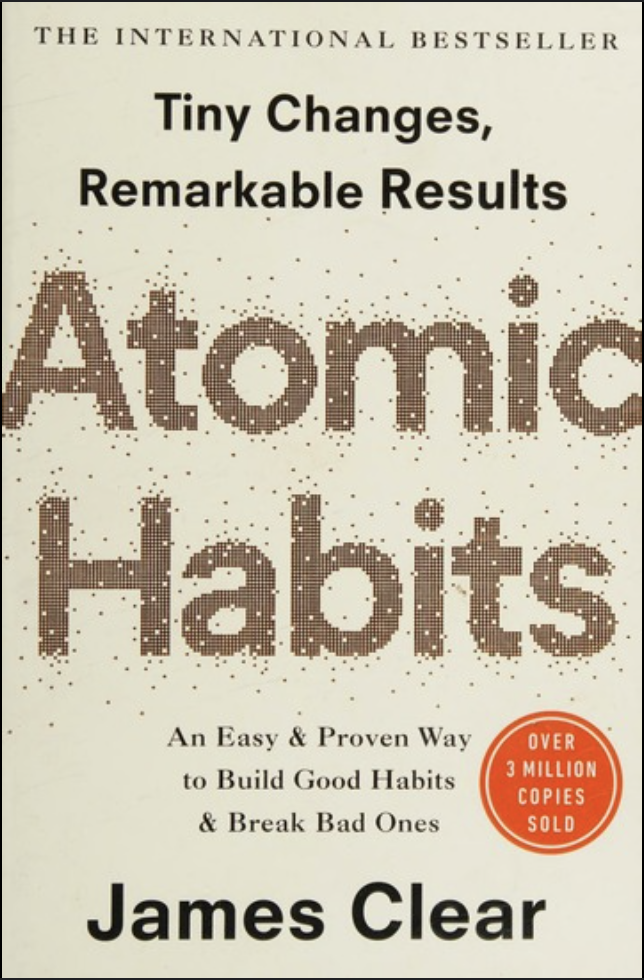 THE INTERNATIONAL BESTSELLER
Tiny Changes,
Remarkable Results
Atomic
Habits
An Easy & Proven Way
to Build Good Habits
& Break Bad Ones
OVER
3 MILLION
COPIES
SOLD
James Clear